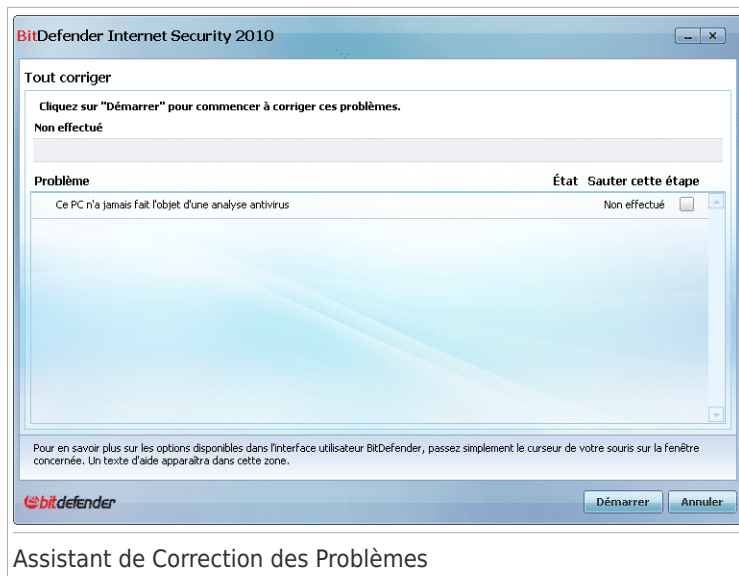 BitDefender Internet Security 2010
Tout corriger
Cliquez sur "Démarrer" pour commencer à corriger ces problèmes.
Non effectué
Problème État Sauter cette étape
Ce PC n'a jamais fait l'objet d'une analyse antivirus Non effectué
Pour en savoir plus sur les options disponibles dans l'interface utilisateur BitDefender, passez simplement le curseur de votre souris sur la fenêtre
concernée. Un texte d'aide apparaîtra dans cette zone.
bitdefender Démarrer Annuler
Assistant de Correction des Problèmes